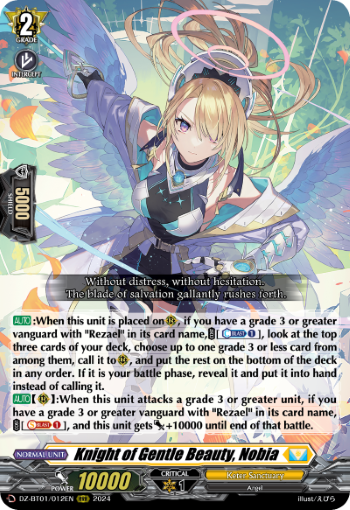 2
GRADE
INTERCEPT
5000
SHIELD
Without distress, without hesitation.
The blade of salvation gallantly rushes forth.
AUTO:When this unit is placed on R, if you have a grade 3 or greater
vanguard with "Rezael" in its card name, [COUNTER BLAST 1], look at the top
three cards of your deck, choose up to one grade 3 or less card from
among them, call it to R, and put the rest on the bottom of the deck
in any order. If it is your battle phase, reveal it and put it into hand
instead of calling it.
AUTO【R】:When this unit attacks a grade 3 or greater unit, if you
have a grade 3 or greater vanguard with "Rezael" in its card name,
[SOUL BLAST 1], and this unit gets +10000 until end of that battle.
NORMAL UNIT
Knight of Gentle Beauty, Nobia
POWER 10000
CRITICAL 1
Keter Sanctuary
Angel
D DZ-BT01/012EN RRR 2024
illust/えびら